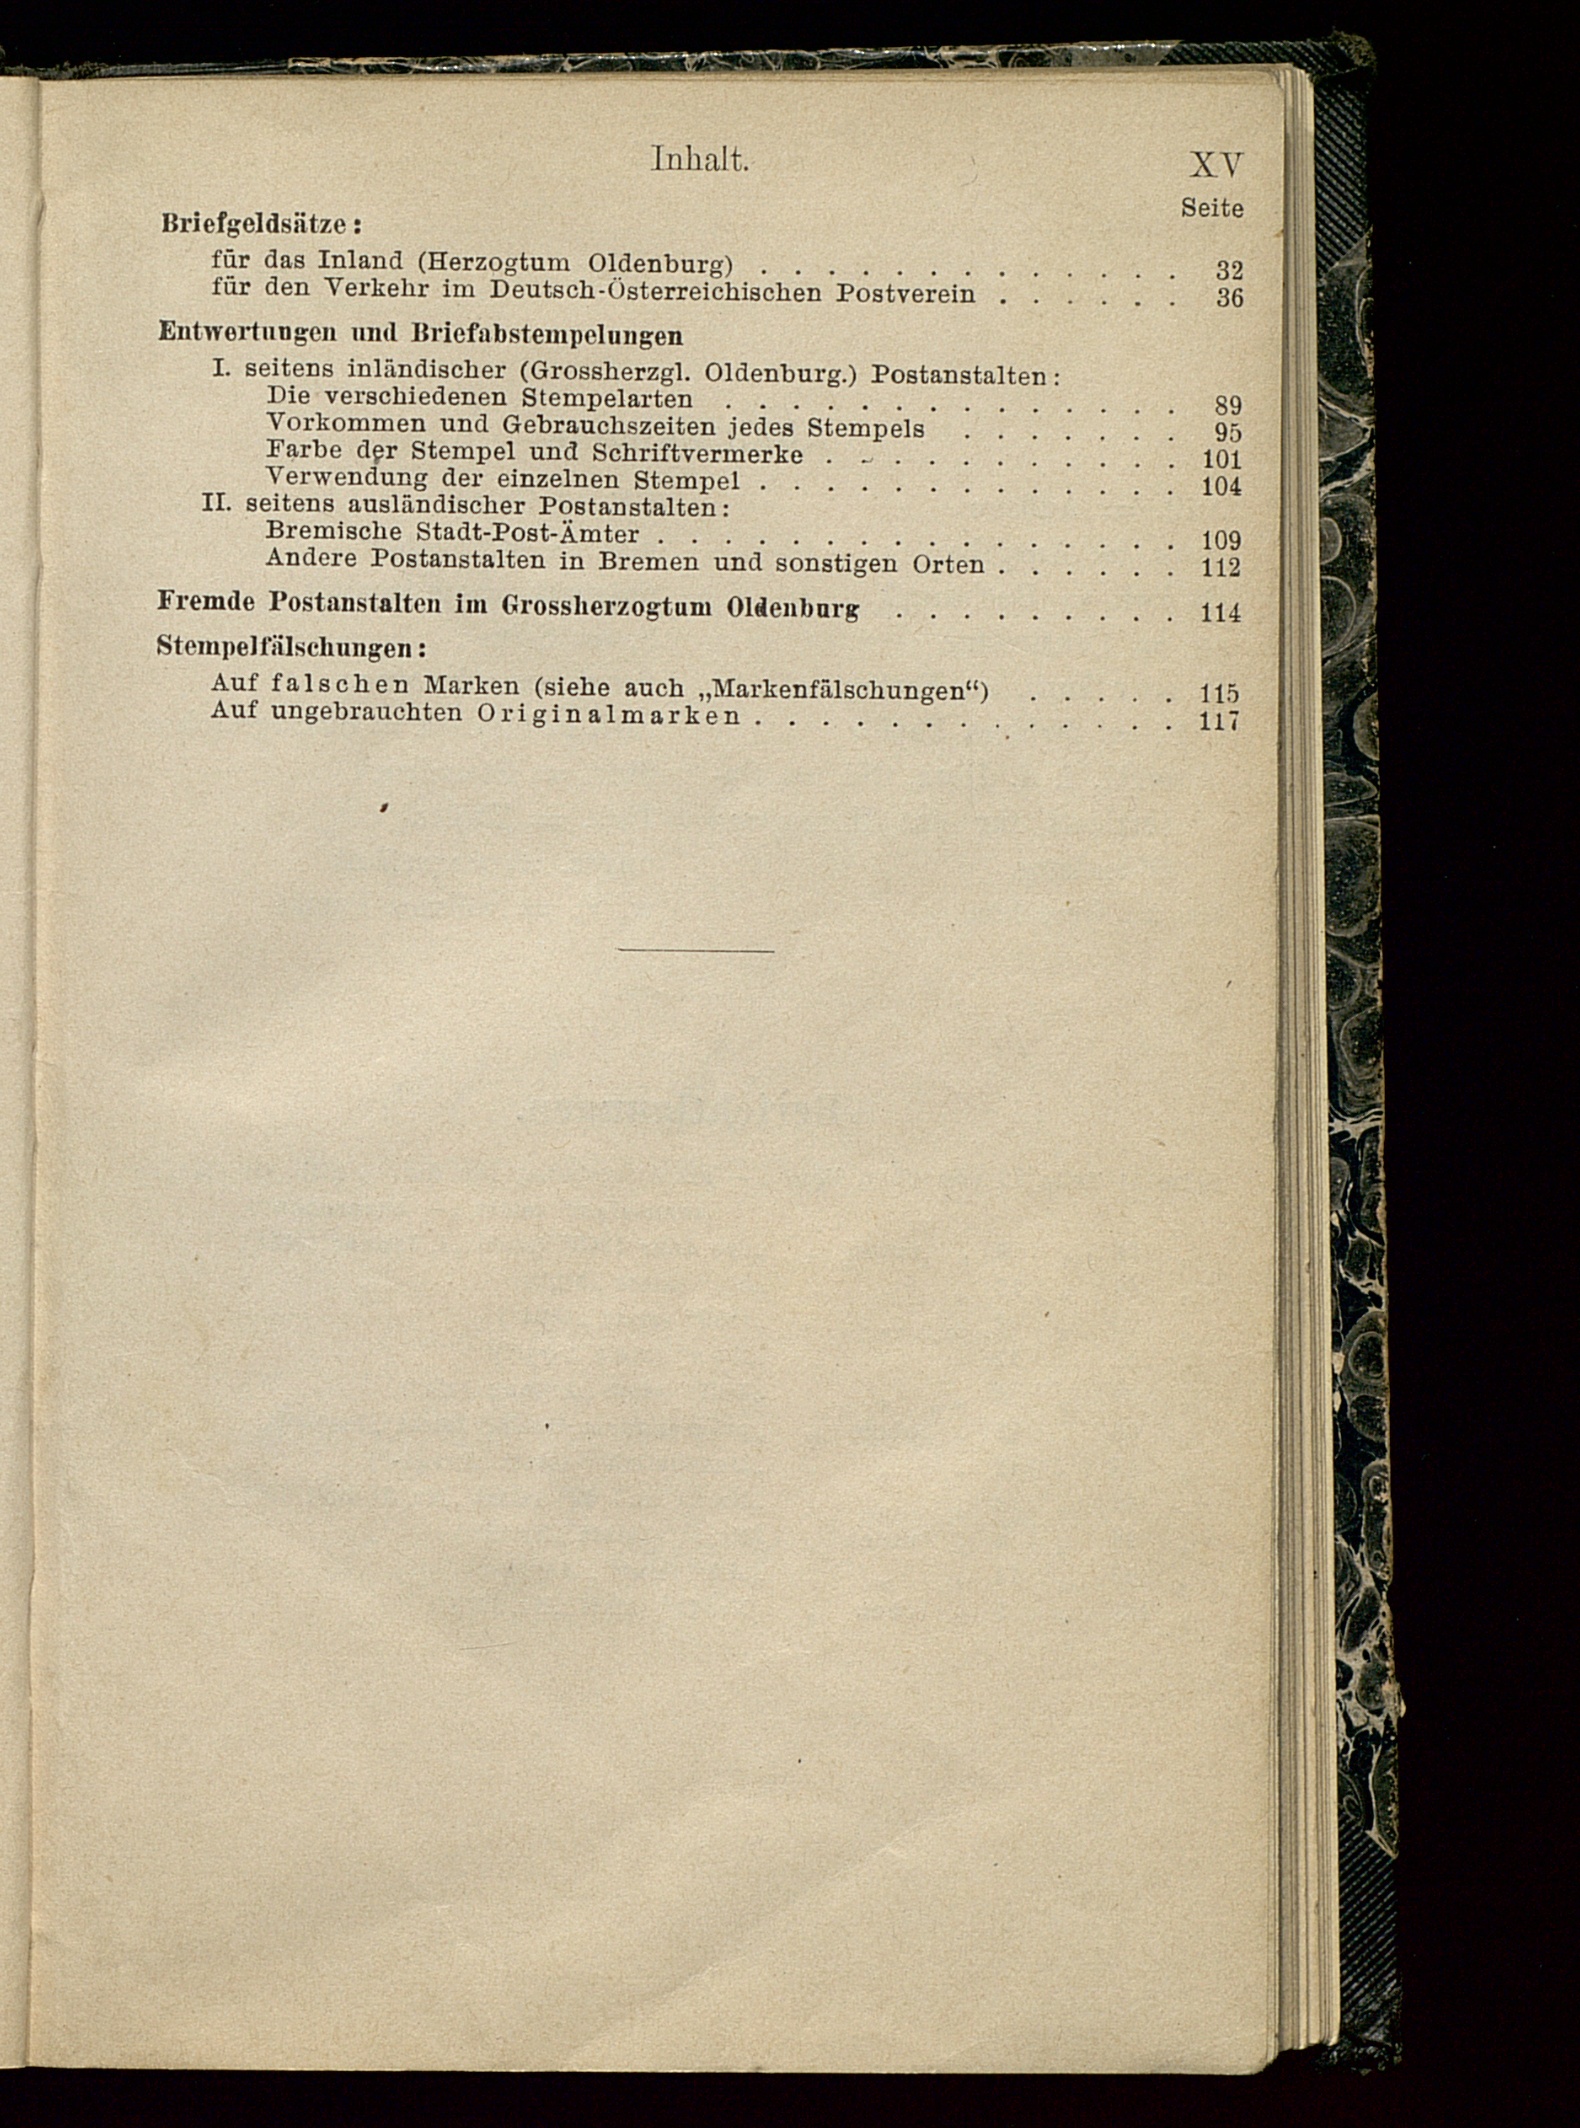 Inhalt. XV
Seite
Briefgeldsätze:
für das Inland (Herzogtum Oldenburg) . . . . . . . . . . . . . 32
für den Verkehr im Deutsch-Österreichischen Postverein . . . . . . 36
Entwertungen und Briefabstempelungen
I. seitens inländischer (Grossherzgl. Oldenburg.) Postanstalten:
Die verschiedenen Stempelarten . . . . . . . . . . . . . . 89
Vorkommen und Gebrauchszeiten jedes Stempels . . . . . . . 95
Farbe der Stempel und Schriftvermerke . . . . . . . . . . . 101
Verwendung der einzelnen Stempel . . . . . . . . . . . . . 104
II. seitens ausländischer Postanstalten:
Bremische Stadt-Post-Ämter . . . . . . . . . . . . . . . . 109
Andere Postanstalten in Bremen und sonstigen Orten . . . . . . 112
Fremde Postanstalten im Grossherzogtum Oldenburg . . . . . . . . . 114
Stempelfälschungen:
Auf falschen Marken (siehe auch „Markenfälschungen“) . . . . . 115
Auf ungebrauchten Originalmarken . . . . . . . . . . . . . 117